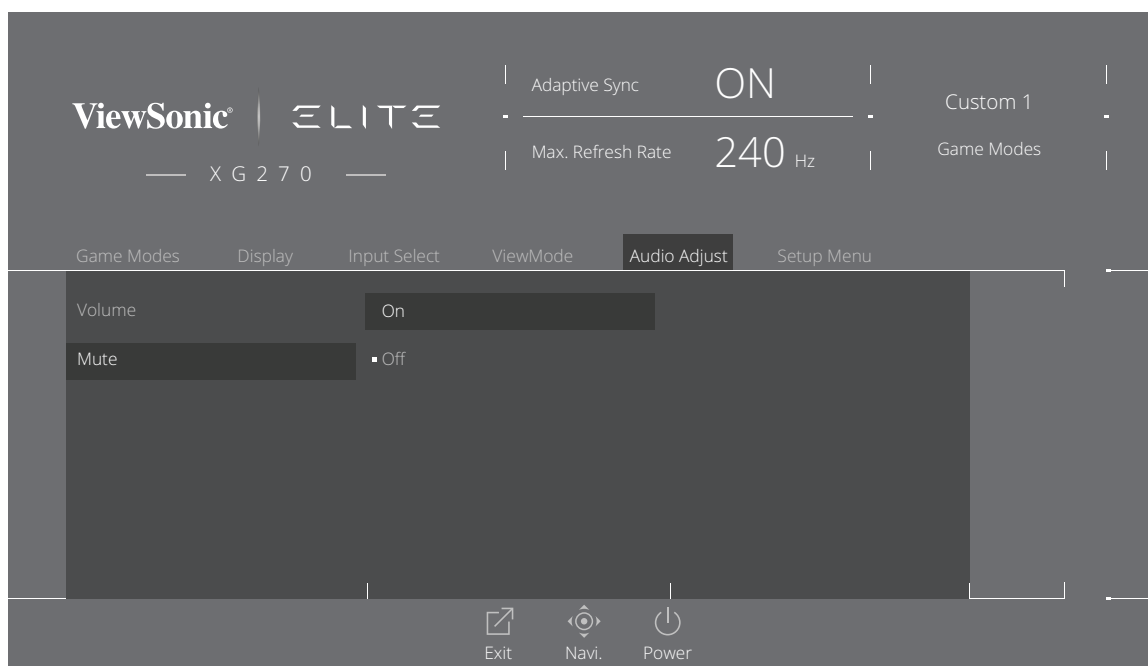 ViewSonic® ELITE
XG270
Adaptive Sync ON
Max. Refresh Rate 240 Hz
Custom 1
Game Modes
Game Modes Display Input Select ViewMode Audio Adjust Setup Menu
Volume On
Mute Off
Exit Navi. Power